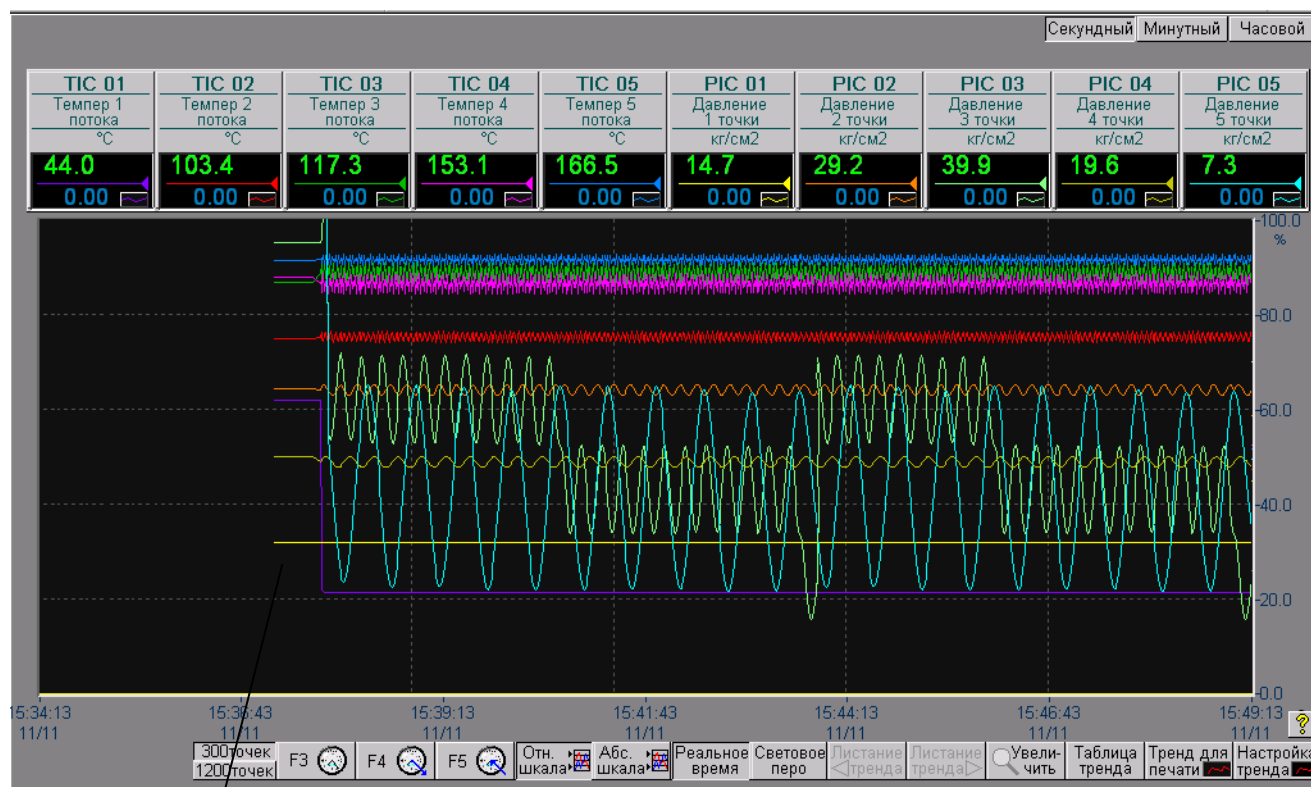 Секундный Минутный Часовой
TIC 01 TIC 02 TIC 03 TIC 04 TIC 05 PIC 01 PIC 02 PIC 03 PIC 04 PIC 05
Темпер 1 Темпер 2 Темпер 3 Темпер 4 Темпер 5 Давление Давление Давление Давление Давление
потока потока потока потока потока 1 точки 2 точки 3 точки 4 точки 5 точки
°C °C °C °C °C кг/см2 кг/см2 кг/см2 кг/см2 кг/см2
44.0 103.4 117.3 153.1 166.5 14.7 29.2 39.9 19.6 7.3
0.00 0.00 0.00 0.00 0.00 0.00 0.00 0.00 0.00 0.00
100.0
%
80.0
60.0
40.0
20.0
0.0
15:34:13 15:36:43 15:39:13 15:41:43 15:44:13 15:46:43 15:49:13
11/11 11/11 11/11 11/11 11/11 11/11 11/11
?
300точек F3 F4 F5 Отн. Абс. Реальное Световое Листание Листание Увели- Таблица Тренд для Настройка
1200точек шкала шкала время перо тренда тренда чить тренда печати тренда